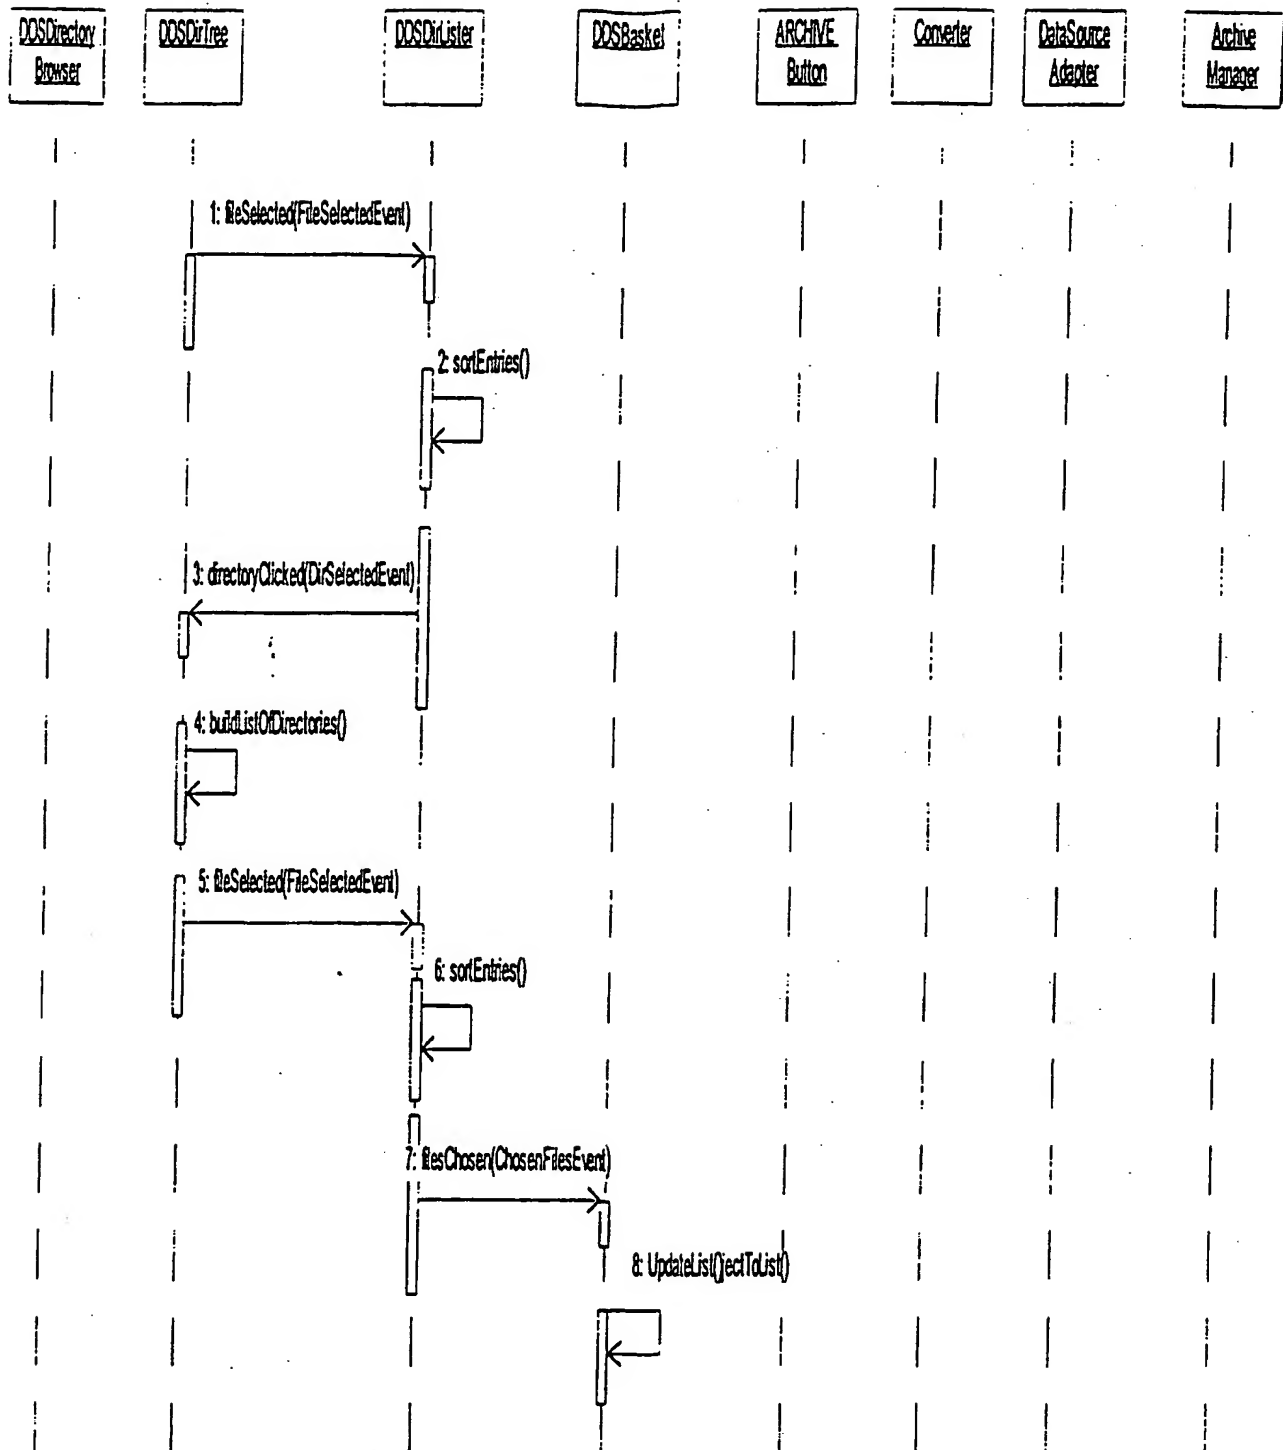 DDSDirectory
Browser
DDSDirTree
DDSDirLister
DDSBasket
ARCHIVE
Button
Converter
DataSource
Adapter
Archive
Manager
1: fileSelected(FileSelectedEvent)
2: sortEntries()
3: directoryClicked(DirSelectedEvent)
4: buildListOfDirectories()
5: fileSelected(FileSelectedEvent)
6: sortEntries()
7: filesChosen(ChosenFilesEvent)
8: UpdateList()jectToList()